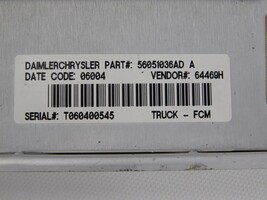 DAIMLERCHRYSLER PART#: 56051036AD A
DATE CODE: 06004 VENDOR#: 64469H
SERIAL#: T060400545 TRUCK - FCM